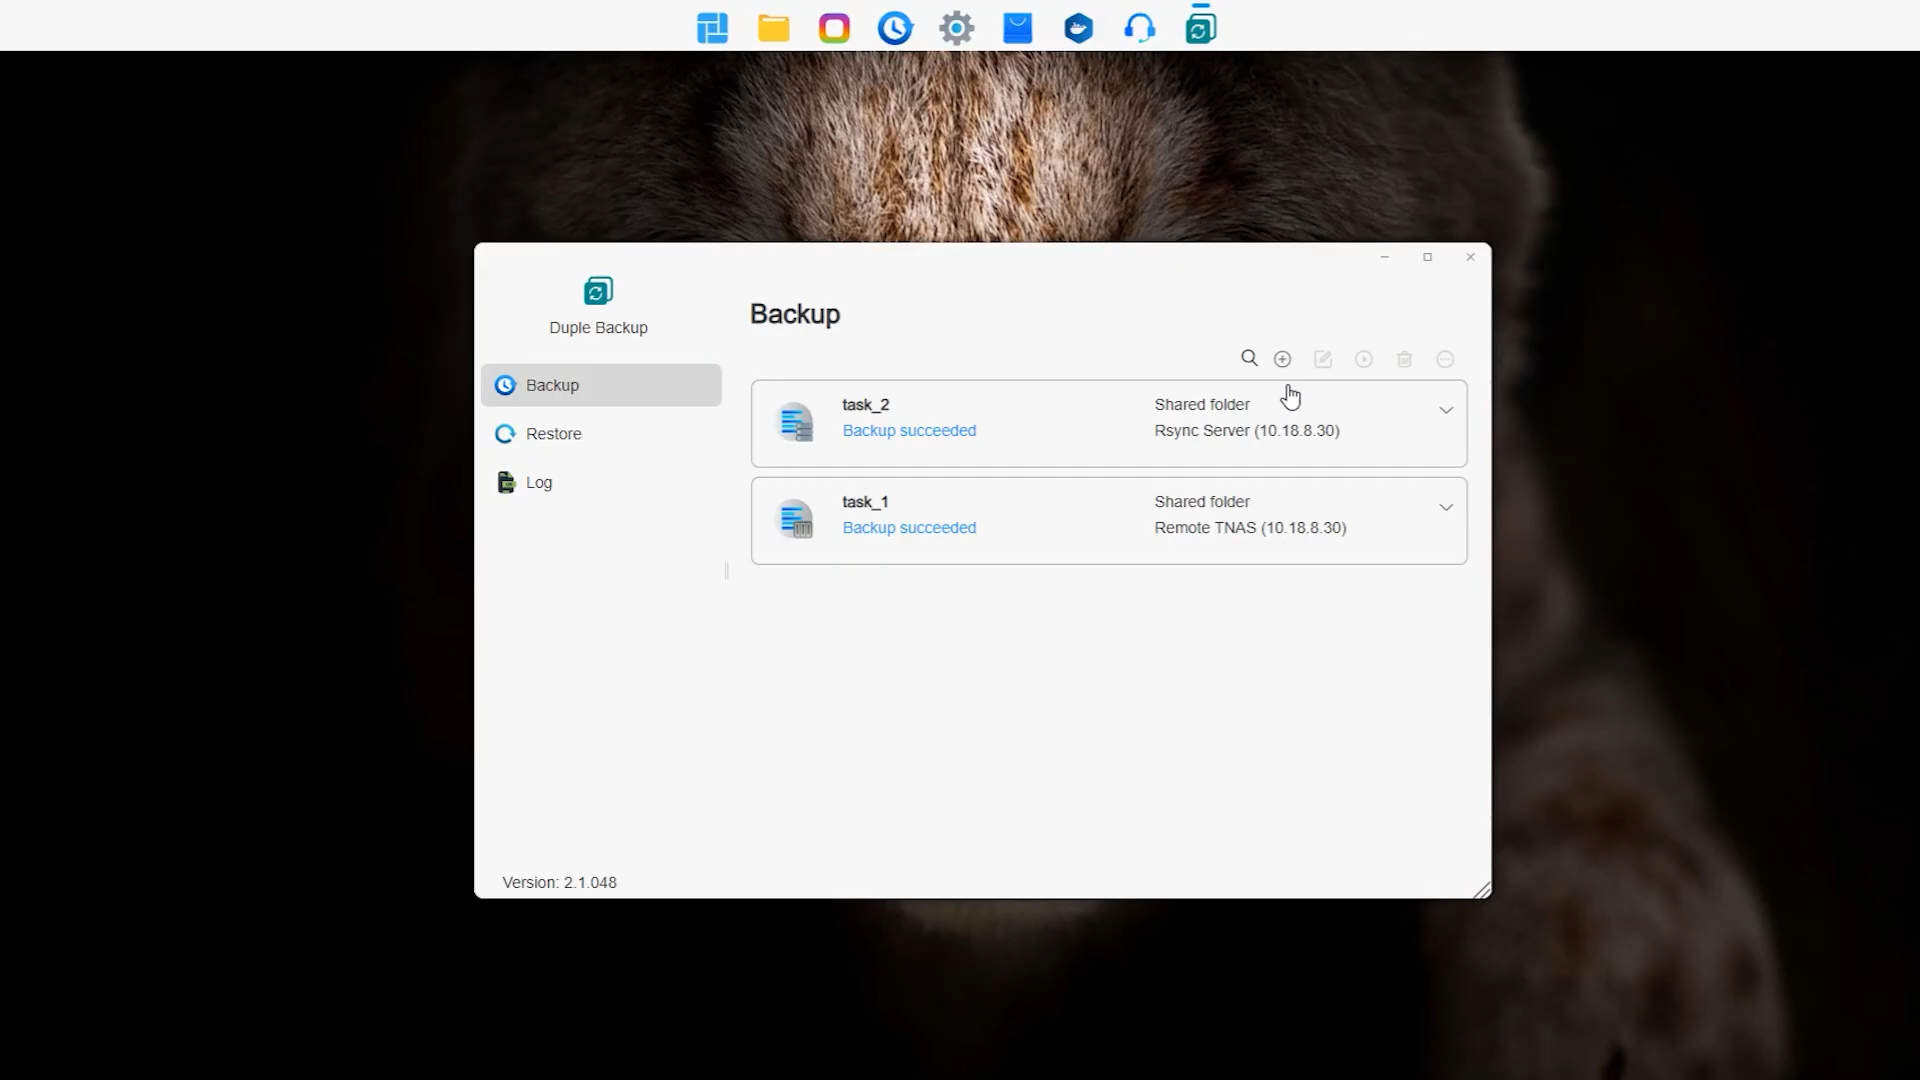 Duple Backup
Backup
Restore
Log
Version: 2.1.048
Backup
task_2
Backup succeeded
Shared folder
Rsync Server (10.18.8.30)
task_1
Backup succeeded
Shared folder
Remote TNAS (10.18.8.30)